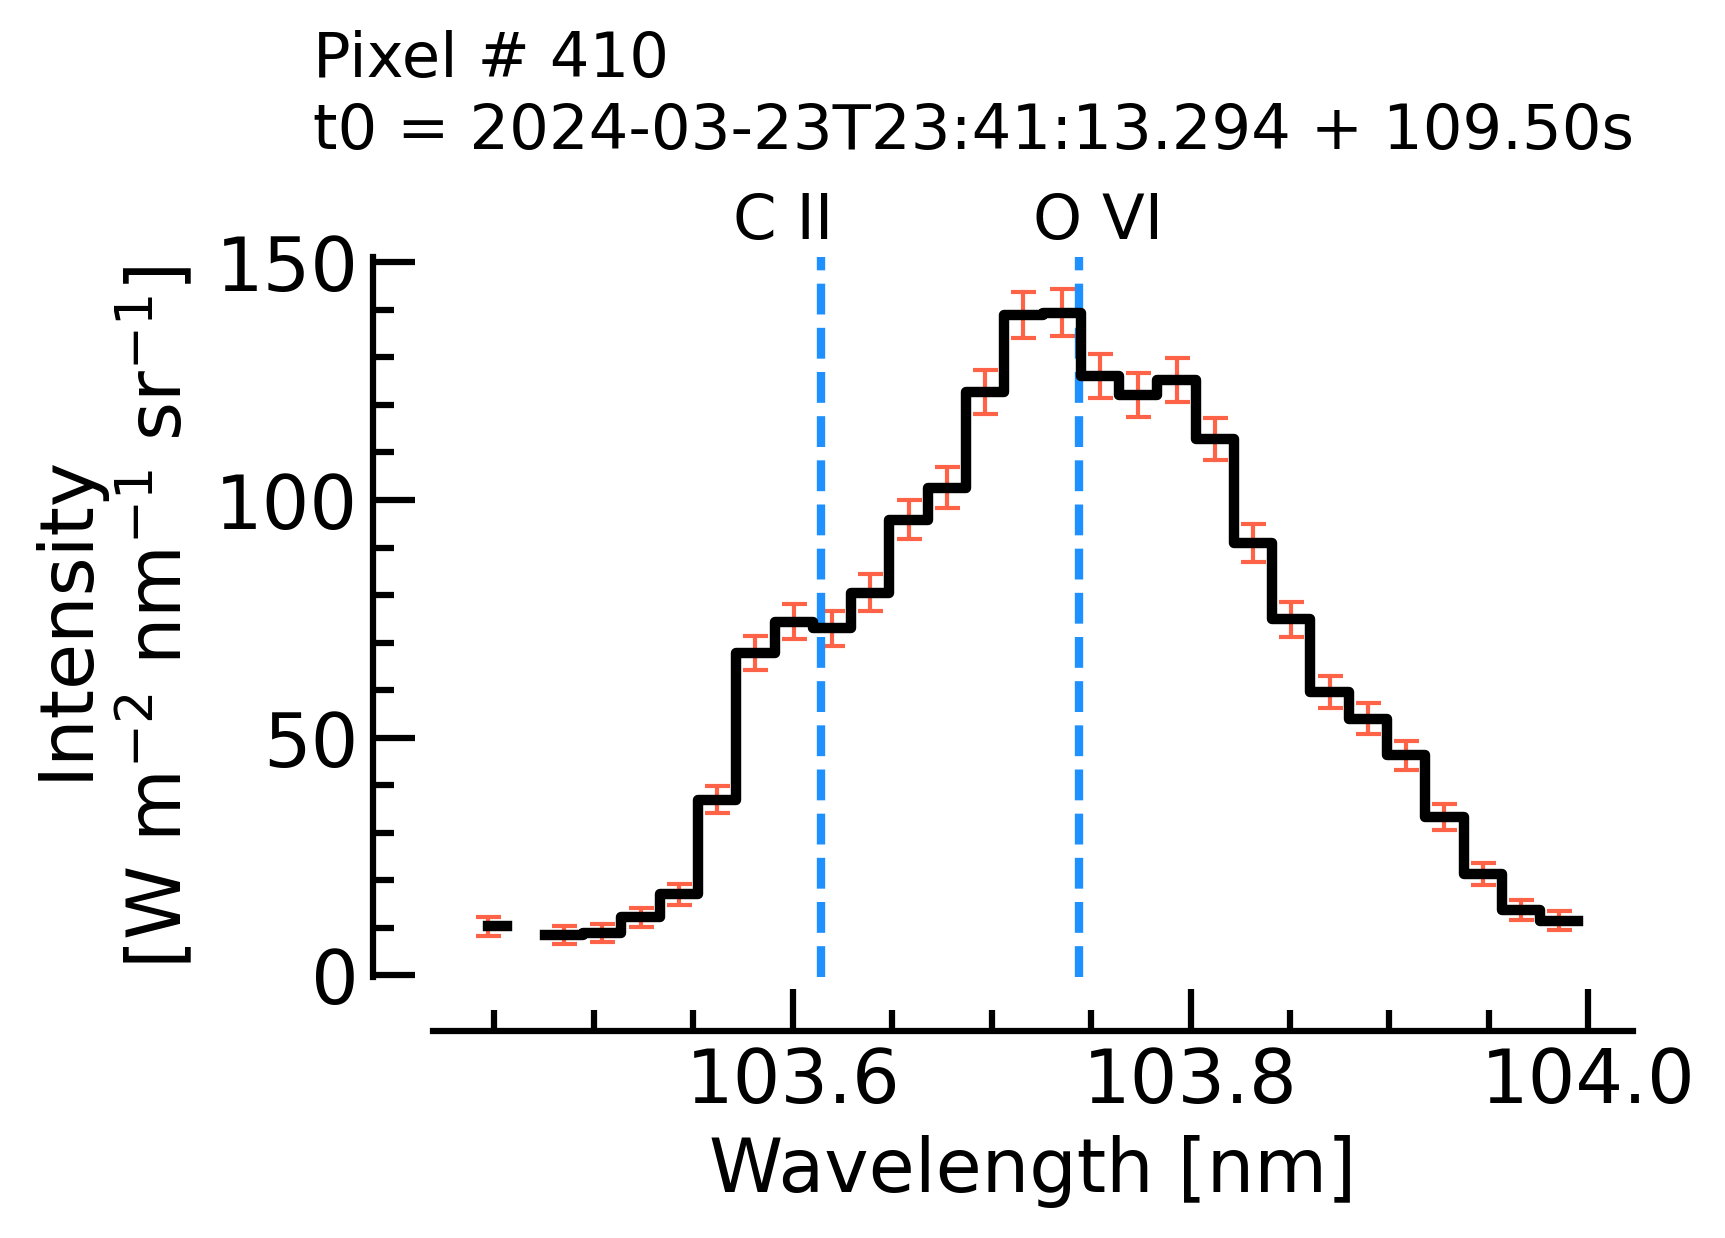 Pixel # 410
t0 = 2024-03-23T23:41:13.294 + 109.50s
C II
O VI
150
100
50
0
Intensity
[W m⁻² nm⁻¹ sr⁻¹]
103.6
103.8
104.0
Wavelength [nm]